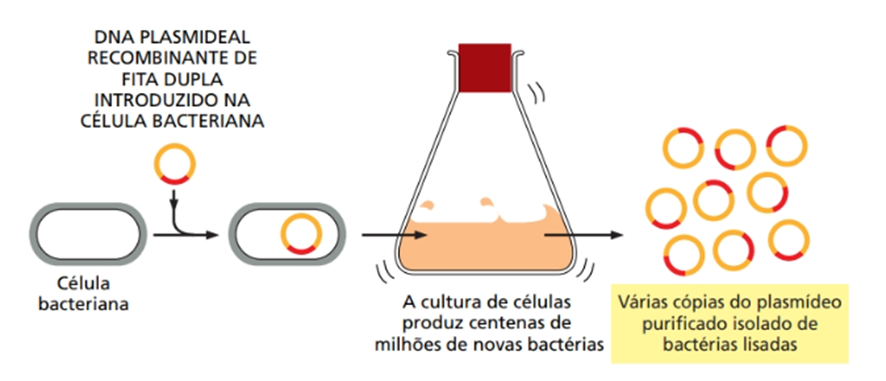 DNA PLASMIDEAL
RECOMBINANTE DE
FITA DUPLA
INTRODUZIDO NA
CÉLULA BACTERIANA
Célula
bacteriana
A cultura de células
produz centenas de
milhões de novas bactérias
Várias cópias do plasmídeo
purificado isolado de
bactérias lisadas